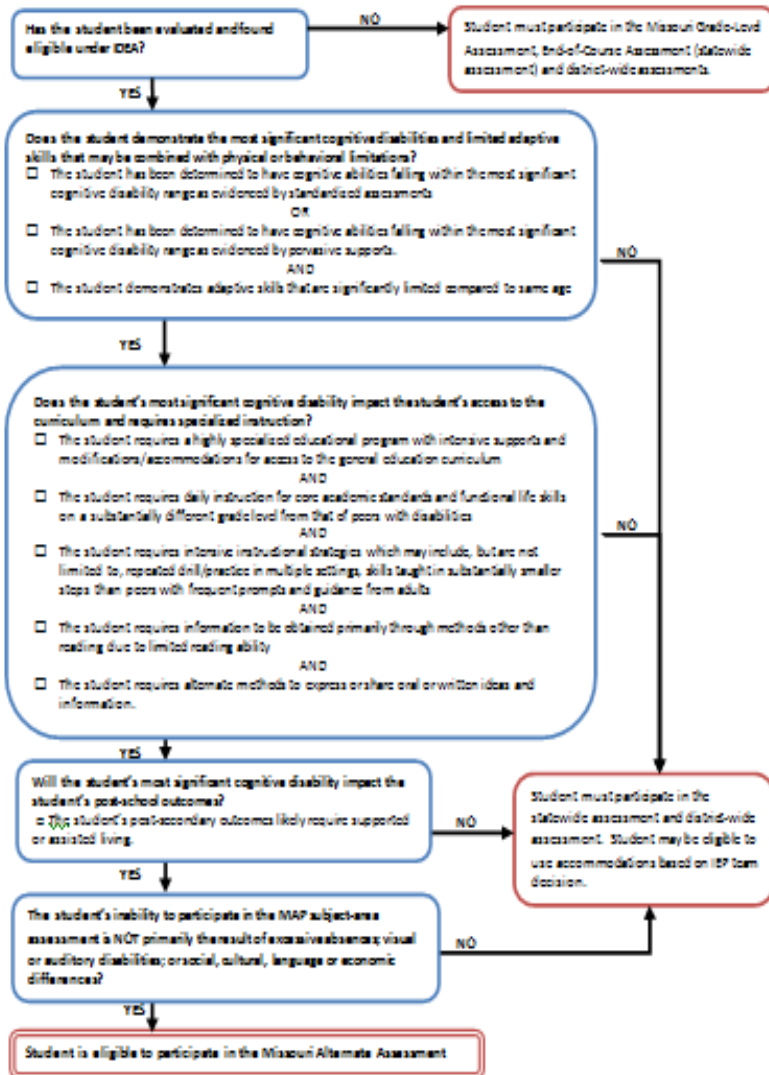 Has the student been evaluated and found
eligible under IDEA?
NO
Student must participate in the Missouri Grade-Level
Assessment, End-of-Course Assessment (statewide
assessment) and district-wide assessments.
YES
Does the student demonstrate the most significant cognitive disabilities and limited adaptive
skills that may be combined with physical or behavioral limitations?
☐ The student has been determined to have cognitive abilities falling within the most significant
cognitive disability range as evidenced by standardized assessments
OR
☐ The student has been determined to have cognitive abilities falling within the most significant
cognitive disability range as evidenced by pervasive supports.
AND
☐ The student demonstrates adaptive skills that are significantly limited compared to same age
NO
YES
Does the student's most significant cognitive disability impact the student's access to the
curriculum and requires specialized instruction?
☐ The student requires a highly specialized educational program with intensive supports and
modifications/accommodations for access to the general education curriculum
AND
☐ The student requires daily instruction for core academic standards and functional life skills
on a substantially different grade level from that of peers with disabilities
AND
☐ The student requires intensive instructional strategies which may include, but are not
limited to, repeated drill/practice in multiple settings, skills taught in substantially smaller
steps than peers with frequent prompts and guidance from adults
AND
☐ The student requires information to be obtained primarily through methods other than
reading due to limited reading ability
AND
☐ The student requires alternate methods to express or share oral or written ideas and
information.
NO
YES
Will the student's most significant cognitive disability impact the
student's post-school outcomes?
The student's post-secondary outcomes likely require supported
or assisted living.
NO
Student must participate in the
statewide assessment and district-wide
assessment. Student may be eligible to
use accommodations based on IEP team
decision.
YES
The student's inability to participate in the MAP subject-area
assessment is NOT primarily the result of excessive absences; visual
or auditory disabilities; or social, cultural, language or economic
differences?
NO
YES
Student is eligible to participate in the Missouri Alternate Assessment